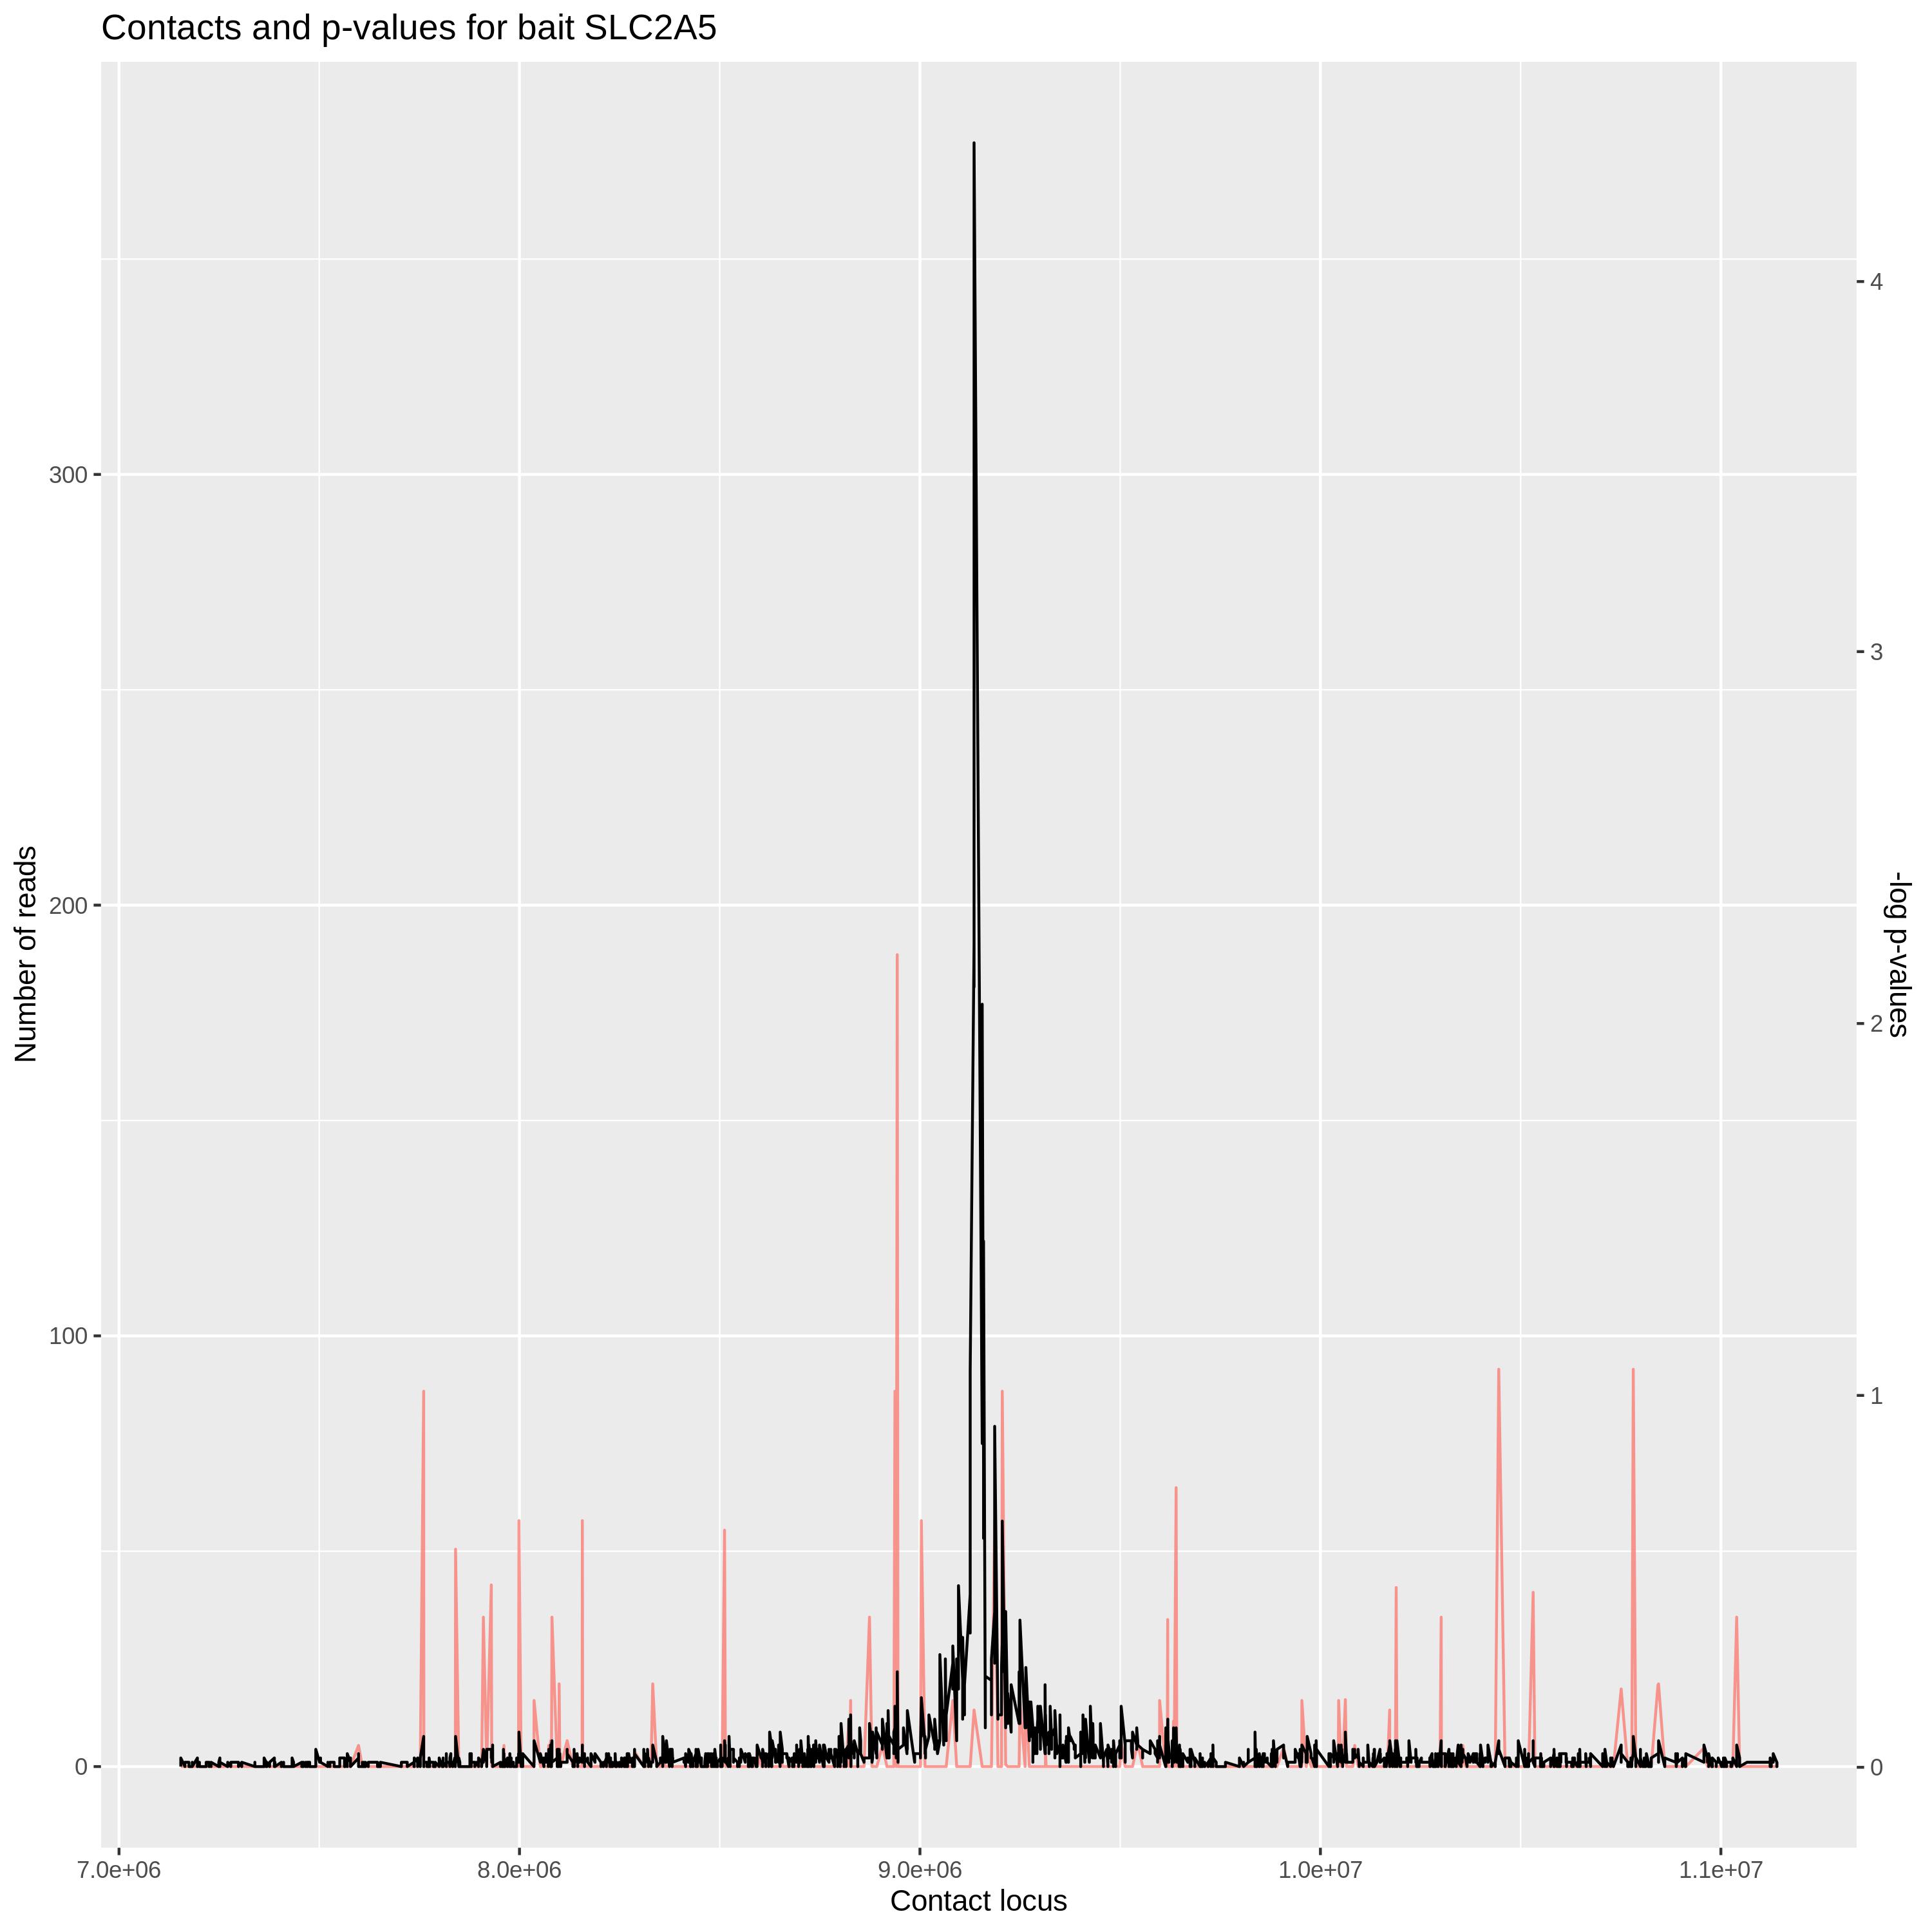 Contacts and p-values for bait SLC2A5
Number of reads
300
200
100
0
4
3
2
1
0
-log p-values
7.0e+06 8.0e+06 9.0e+06 1.0e+07 1.1e+07
Contact locus